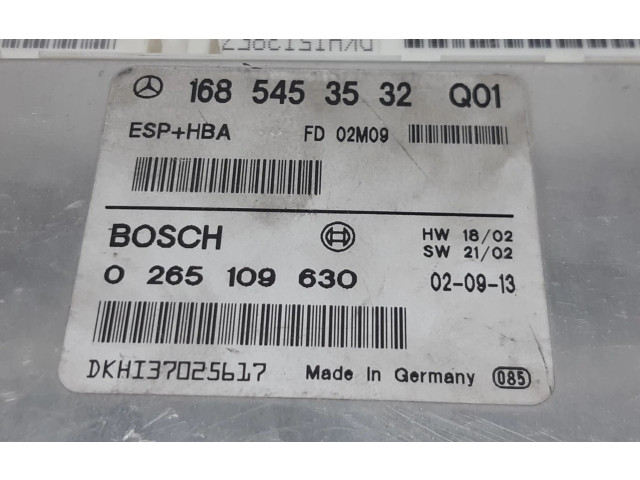 168 545 35 32 Q01
ESP+HBA FD 02M09
BOSCH HW 18/02
SW 21/02
0 265 109 630 02-09-13
DKHI37025617 Made In Germany 085